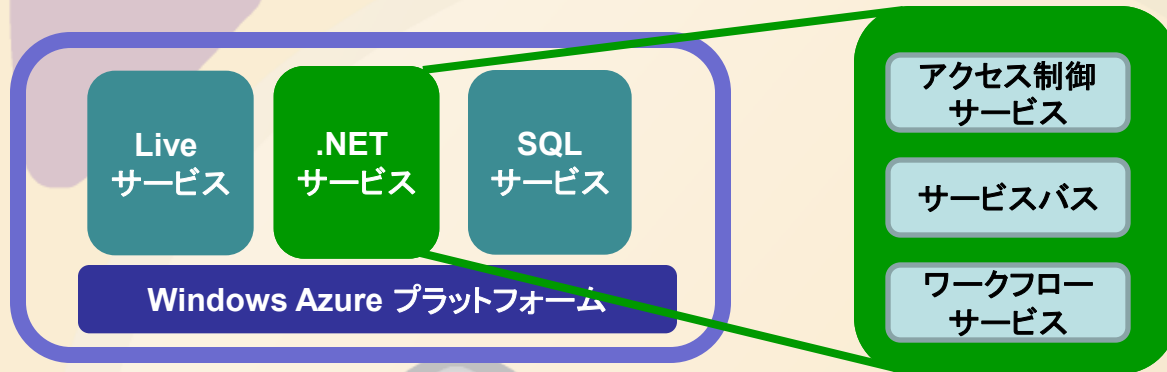 Live
サービス
.NET
サービス
SQL
サービス
Windows Azure プラットフォーム
アクセス制御
サービス
サービスバス
ワークフロー
サービス